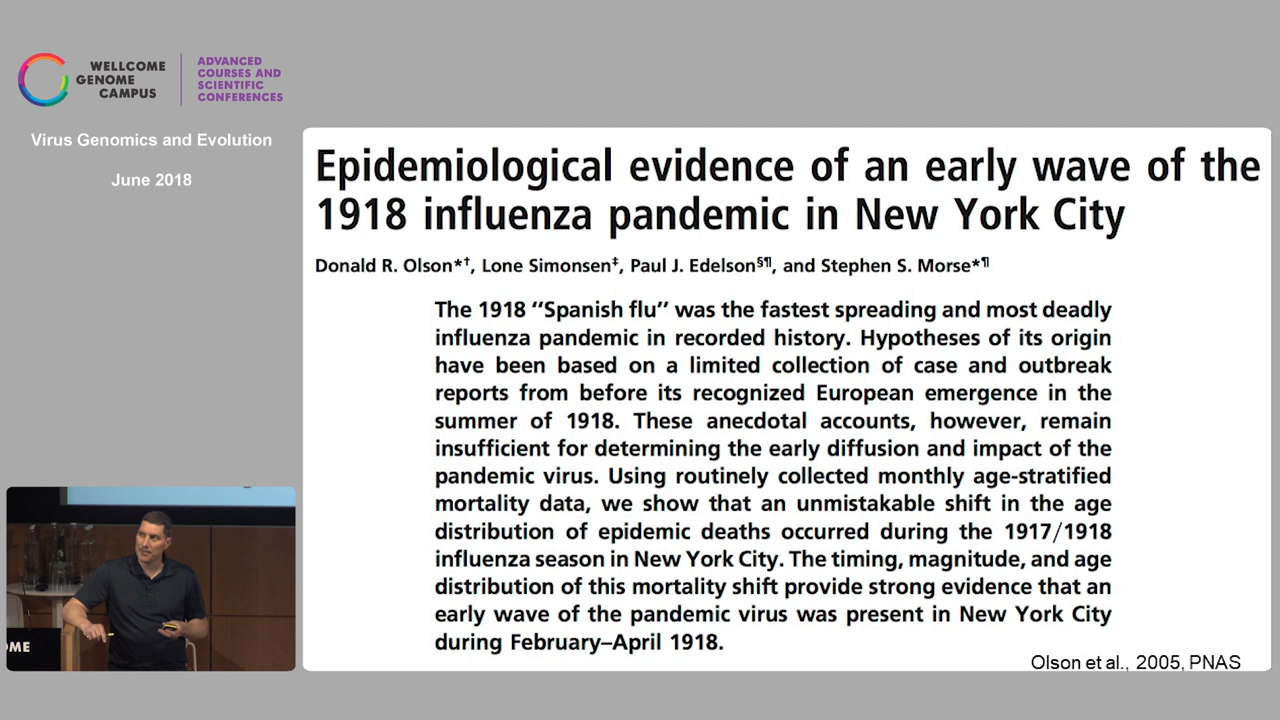 WELLCOME
GENOME
CAMPUS
ADVANCED
COURSES AND
SCIENTIFIC
CONFERENCES
Virus Genomics and Evolution
June 2018
Epidemiological evidence of an early wave of the
1918 influenza pandemic in New York City
Donald R. Olson*†, Lone Simonsen‡, Paul J. Edelson§¶, and Stephen S. Morse*¶
The 1918 ‘‘Spanish flu’’ was the fastest spreading and most deadly
influenza pandemic in recorded history. Hypotheses of its origin
have been based on a limited collection of case and outbreak
reports from before its recognized European emergence in the
summer of 1918. These anecdotal accounts, however, remain
insufficient for determining the early diffusion and impact of the
pandemic virus. Using routinely collected monthly age-stratified
mortality data, we show that an unmistakable shift in the age
distribution of epidemic deaths occurred during the 1917/1918
influenza season in New York City. The timing, magnitude, and age
distribution of this mortality shift provide strong evidence that an
early wave of the pandemic virus was present in New York City
during February–April 1918.
Olson et al., 2005, PNAS
OME